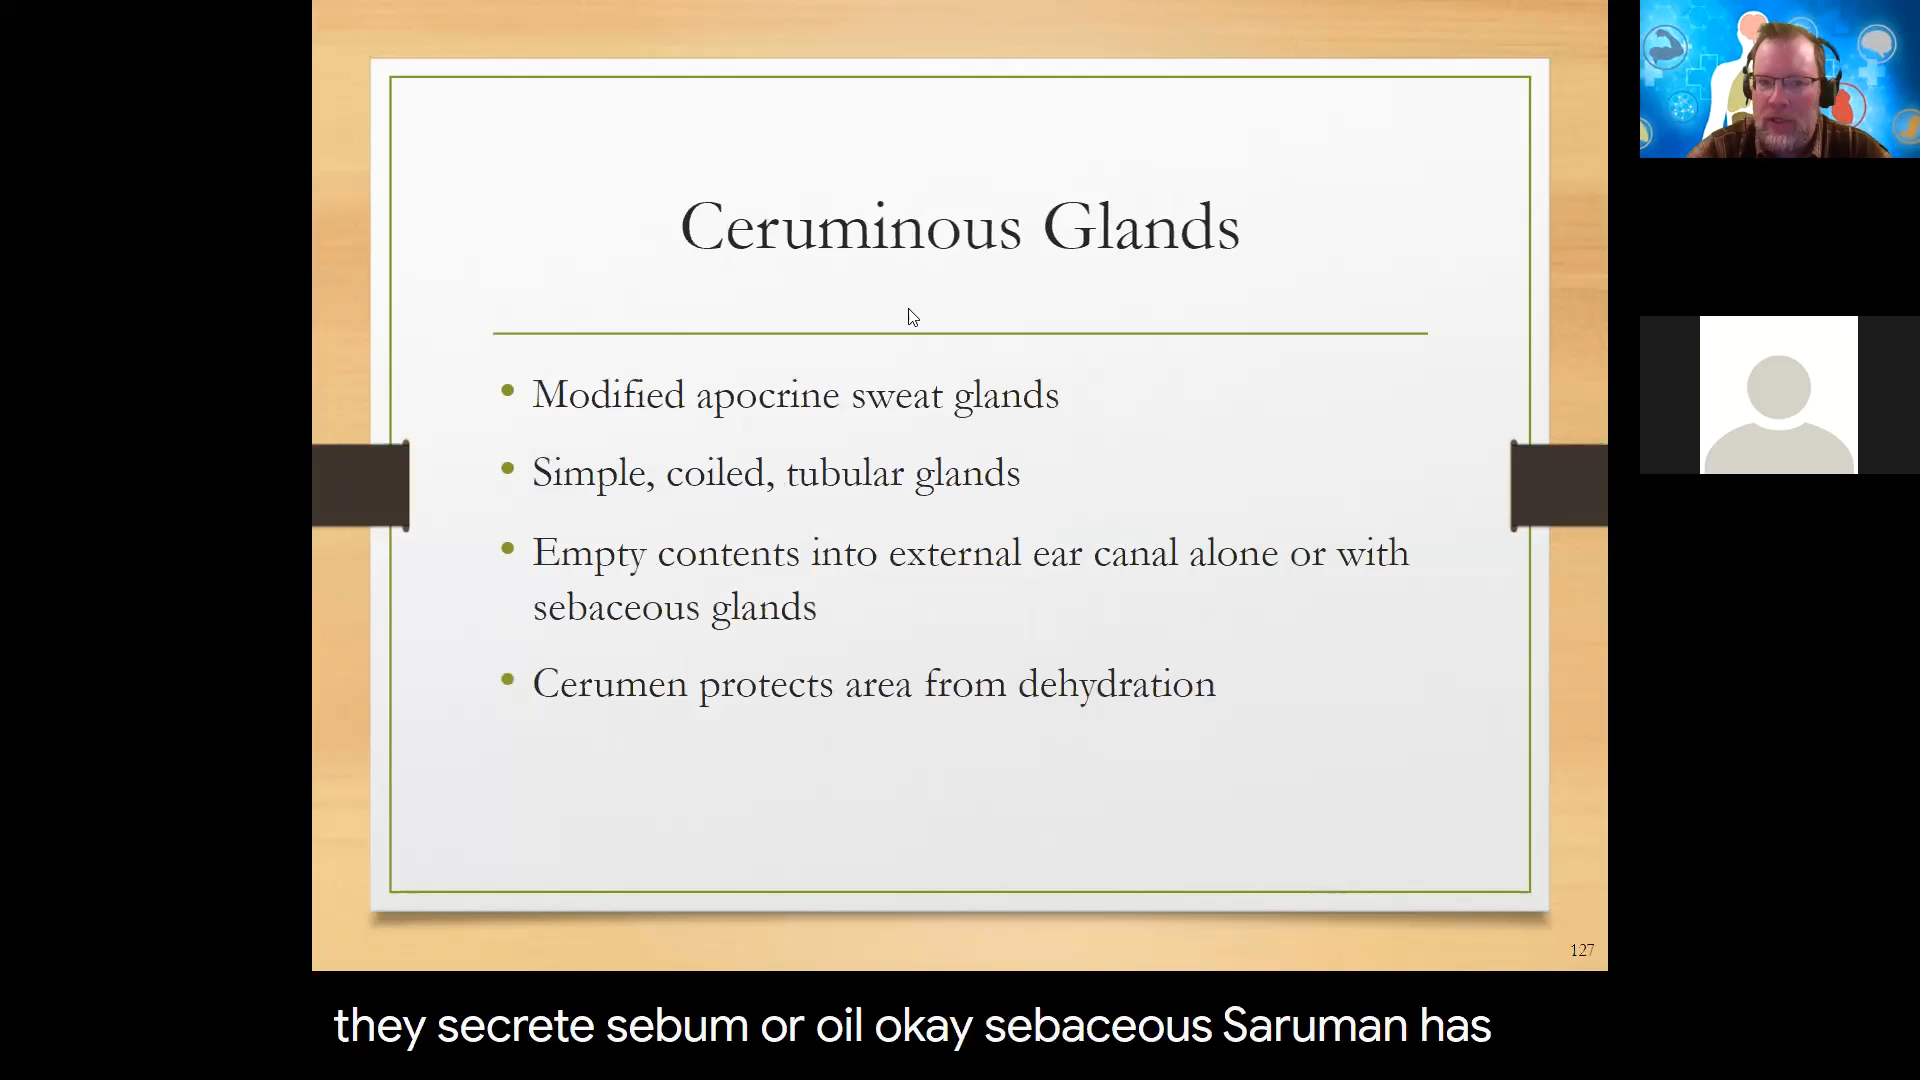 Ceruminous Glands
• Modified apocrine sweat glands
• Simple, coiled, tubular glands
• Empty contents into external ear canal alone or with
sebaceous glands
• Cerumen protects area from dehydration
127
they secrete sebum or oil okay sebaceous Saruman has